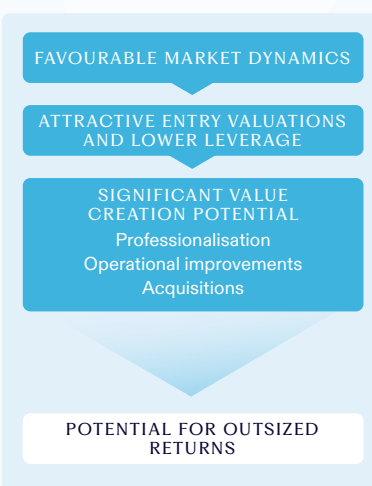 FAVOURABLE MARKET DYNAMICS
ATTRACTIVE ENTRY VALUATIONS
AND LOWER LEVERAGE
SIGNIFICANT VALUE
CREATION POTENTIAL
Professionalisation
Operational improvements
Acquisitions
POTENTIAL FOR OUTSIZED
RETURNS